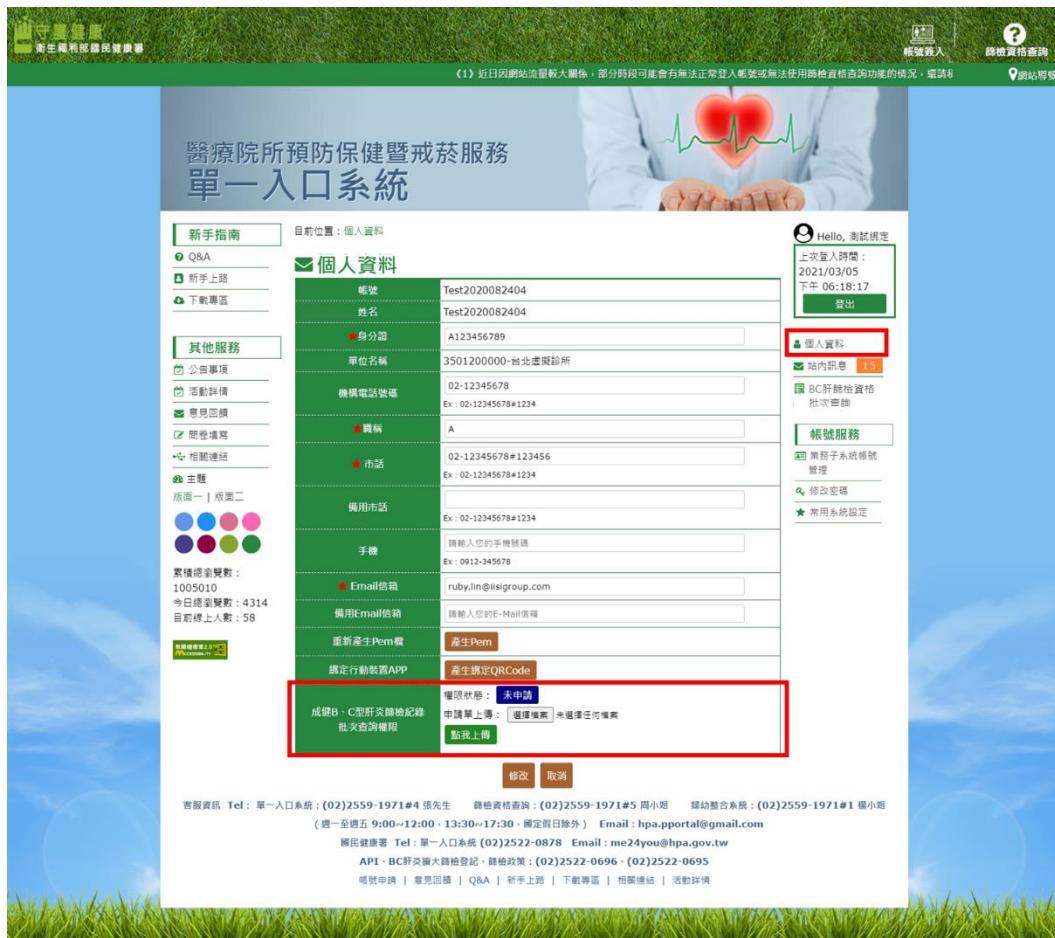 守護健康
衛生福利部國民健康署
帳號簽入
篩檢資格查詢
《1》近日因網站流量較大關係，部分時段可能會有無法正常登入帳號或無法使用篩檢資格查詢功能的情況，還請
網站導覽
醫療院所預防保健暨戒菸服務
單一入口系統
新手指南
Q&A
新手上路
下載專區
其他服務
公告事項
活動詳情
意見回饋
問卷填寫
相關連結
主題
版面一 | 版面二
累積總瀏覽數：
1005010
今日總瀏覽數：4314
目前線上人數：58
目前位置：個人資料
個人資料
帳號 Test2020082404
姓名 Test2020082404
★身分證 A123456789
單位名稱 3501200000-台北虛擬診所
機構電話號碼 02-12345678
Ex : 02-12345678#1234
★職稱 A
★市話 02-12345678#123456
Ex : 02-12345678#1234
備用市話
Ex : 02-12345678#1234
手機 請輸入您的手機號碼
Ex : 0912-345678
★Email信箱 ruby.lin@iisigroup.com
備用Email信箱 請輸入您的E-Mail信箱
重新產生Pem檔 產生Pem
綁定行動裝置APP 產生綁定QRCode
成健B、C型肝炎篩檢紀錄
批次查詢權限
權限狀態： 未申請
申請單上傳： 選擇檔案 未選擇任何檔案
點我上傳
修改 取消
Hello, 測試綁定
上次登入時間：
2021/03/05
下午 06:18:17
登出
個人資料
站內訊息 15
BC肝篩檢資格
批次查詢
帳號服務
業務子系統帳號
管理
修改密碼
常用系統設定
客服資訊 Tel：單一入口系統：(02)2559-1971#4 張先生 篩檢資格查詢：(02)2559-1971#5 周小姐 婦幼整合系統：(02)2559-1971#1 楊小姐
(週一至週五 9:00~12:00，13:30~17:30，國定假日除外) Email：hpa.pportal@gmail.com
國民健康署 Tel：單一入口系統 (02)2522-0878 Email：me24you@hpa.gov.tw
API、BC肝炎擴大篩檢登記、篩檢政策：(02)2522-0696、(02)2522-0695
帳號申請 | 意見回饋 | Q&A | 新手上路 | 下載專區 | 相關連結 | 活動詳情